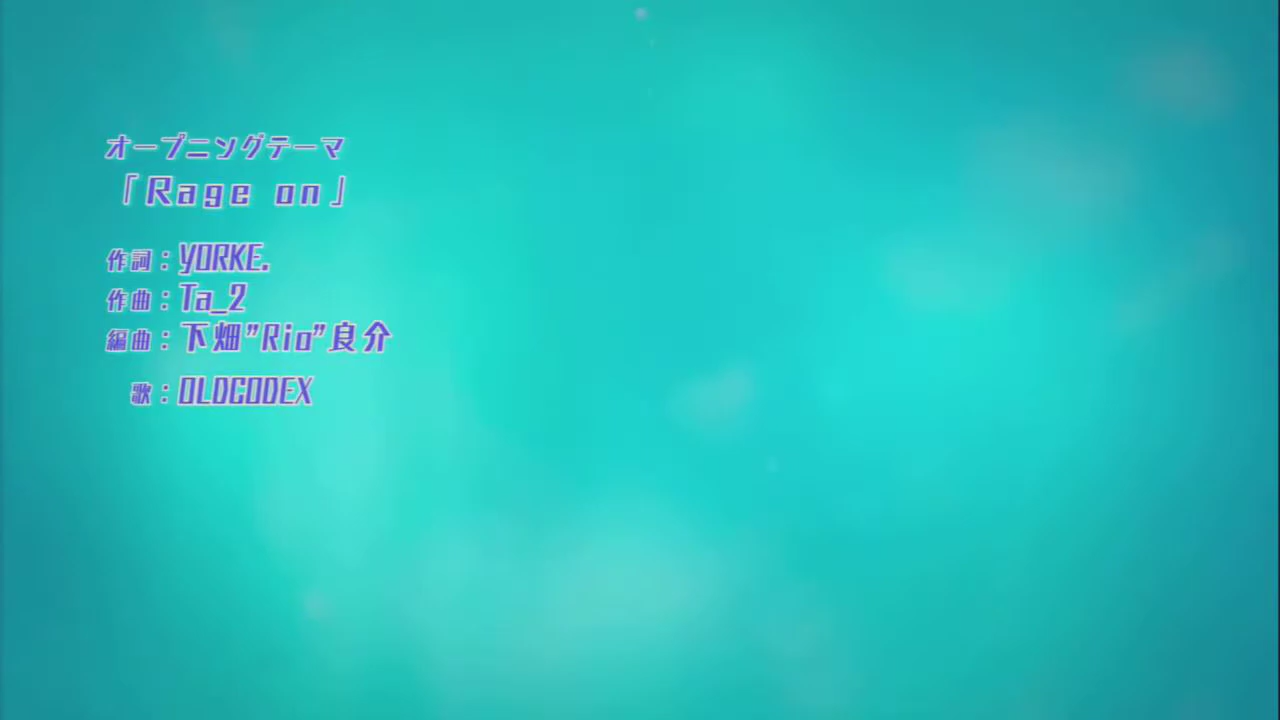 オープニングテーマ
「Rage on」
作詞：YORKE.
作曲：Ta_2
編曲：下畑”Rio”良介
歌：OLDCODEX